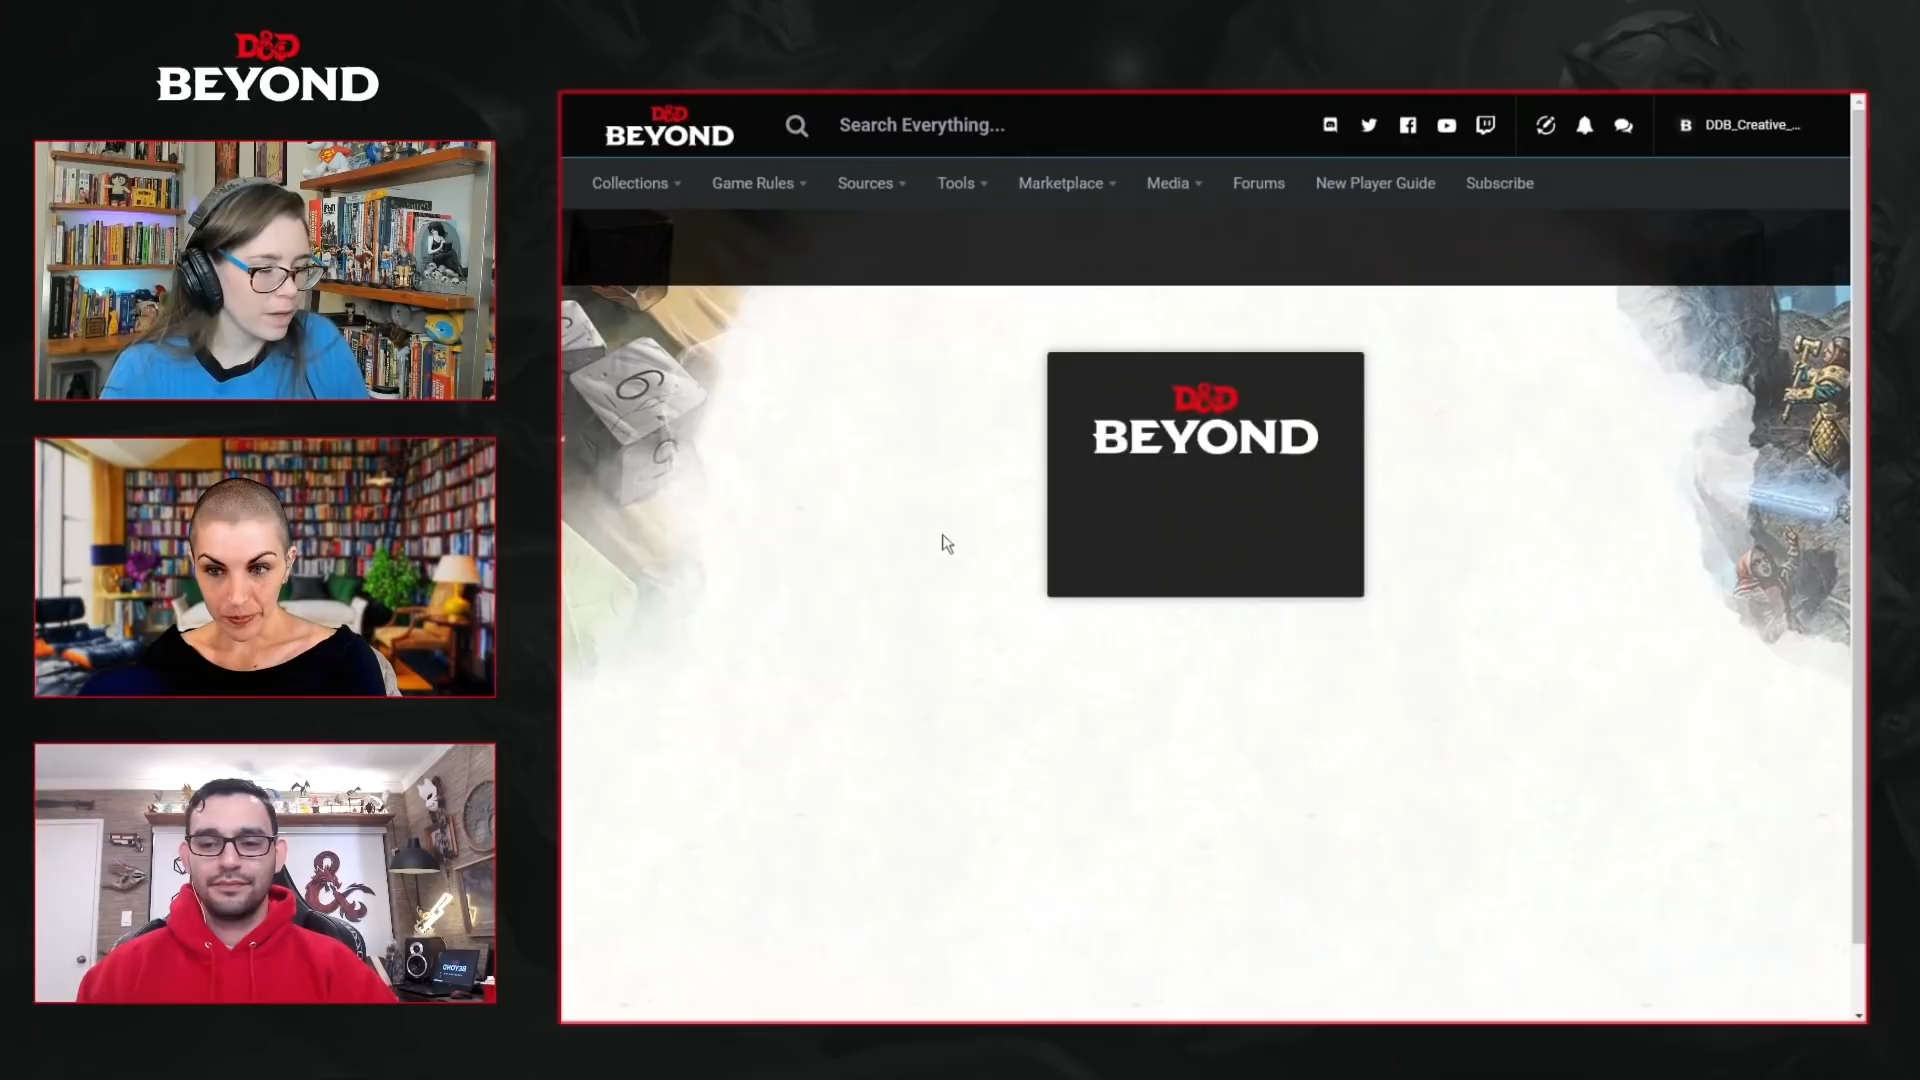 D&D
BEYOND
D&D
BEYOND
Search Everything...
B DDB_Creative_...
Collections
Game Rules
Sources
Tools
Marketplace
Media
Forums
New Player Guide
Subscribe
D&D
BEYOND